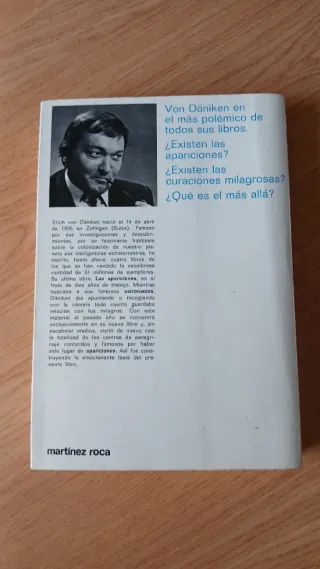 Von Däniken en
el más polémico de
todos sus libros.
¿Existen las
apariciones?
¿Existen las
curaciones milagrosas?
¿Qué es el más allá?
Erich von Däniken nació el 14 de abril
de 1935 en Zofingen (Suiza). Famoso
por sus investigaciones y descubri-
mientos, por su fascinante hipótesis
sobre la colonización de nuestro pla-
neta por inteligencias extraterrestres, ha
escrito, hasta ahora, cuatro libros de
los que se han vendido la asombrosa
cantidad de 31 millones de ejemplares.
Su última obra, Las apariciones, es el
fruto de diez años de trabajo. Mientras
buscaba a sus famosos astronautas,
Däniken iba apuntando o recogiendo
con la cámara todo cuanto guardaba
relación con los milagros. Con este
material el pasado año se concentró
exclusivamente en su nuevo libro y, sin
escatimar medios, visitó de nuevo casi
la totalidad de los centros de peregri-
naje conocidos y famosos por haber
sido lugar de apariciones. Así fue cons-
truyendo la emocionante tesis del pre-
sente libro.
martínez roca